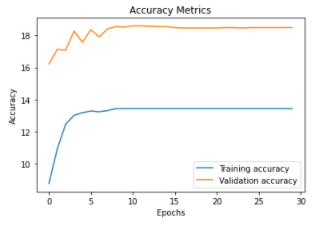 Accuracy Metrics
18
16
14
12
10
Accuracy
0 5 10 15 20 25 30
Epochs
Training accuracy
Validation accuracy